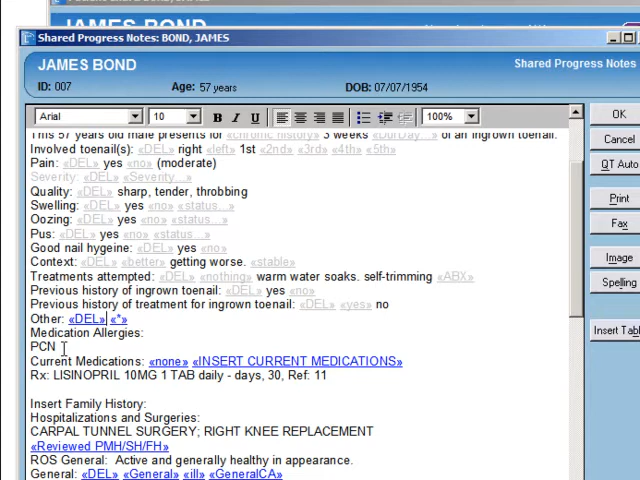 JAMES BOND
Shared Progress Notes: BOND, JAMES
JAMES BOND
Shared Progress Notes
ID: 007 Age: 57 years DOB: 07/07/1954
Arial 10 B I U 100%
OK
Cancel
QT Auto
Print
Fax
Image
Spelling
Insert Tabl
This 57 years old male presents for «chronic history» 3 weeks «DurDay...» of an ingrown toenail.
Involved toenail(s): «DEL» right «left» 1st «2nd» «3rd» «4th» «5th»
Pain: «DEL» yes «no» (moderate)
Severity: «DEL» «Severity...»
Quality: «DEL» sharp, tender, throbbing
Swelling: «DEL» yes «no» «status...»
Oozing: «DEL» yes «no» «status...»
Pus: «DEL» yes «no» «status...»
Good nail hygeine: «DEL» yes «no»
Context: «DEL» «better» getting worse. «stable»
Treatments attempted: «DEL» «nothing» warm water soaks. self-trimming «ABX»
Previous history of ingrown toenail: «DEL» yes «no»
Previous history of treatment for ingrown toenail: «DEL» «yes» no
Other: «DEL» «*»
Medication Allergies:
PCN
Current Medications: «none» «INSERT CURRENT MEDICATIONS»
Rx: LISINOPRIL 10MG 1 TAB daily - days, 30, Ref: 11
Insert Family History:
Hospitalizations and Surgeries:
CARPAL TUNNEL SURGERY; RIGHT KNEE REPLACEMENT
«Reviewed PMH/SH/FH»
ROS General: Active and generally healthy in appearance.
General: «DEL» «General» «ill» «GeneralCA»